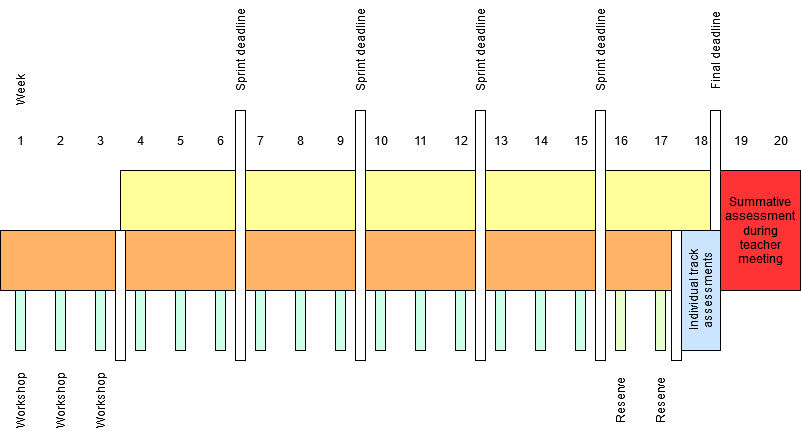 Sprint deadline
Sprint deadline
Sprint deadline
Sprint deadline
Final deadline
Week
1 2 3 4 5 6 7 8 9 10 11 12 13 14 15 16 17 18 19 20
Summative
assessment
during
teacher
meeting
Individual track
assessments
Workshop
Workshop
Workshop
Reserve
Reserve